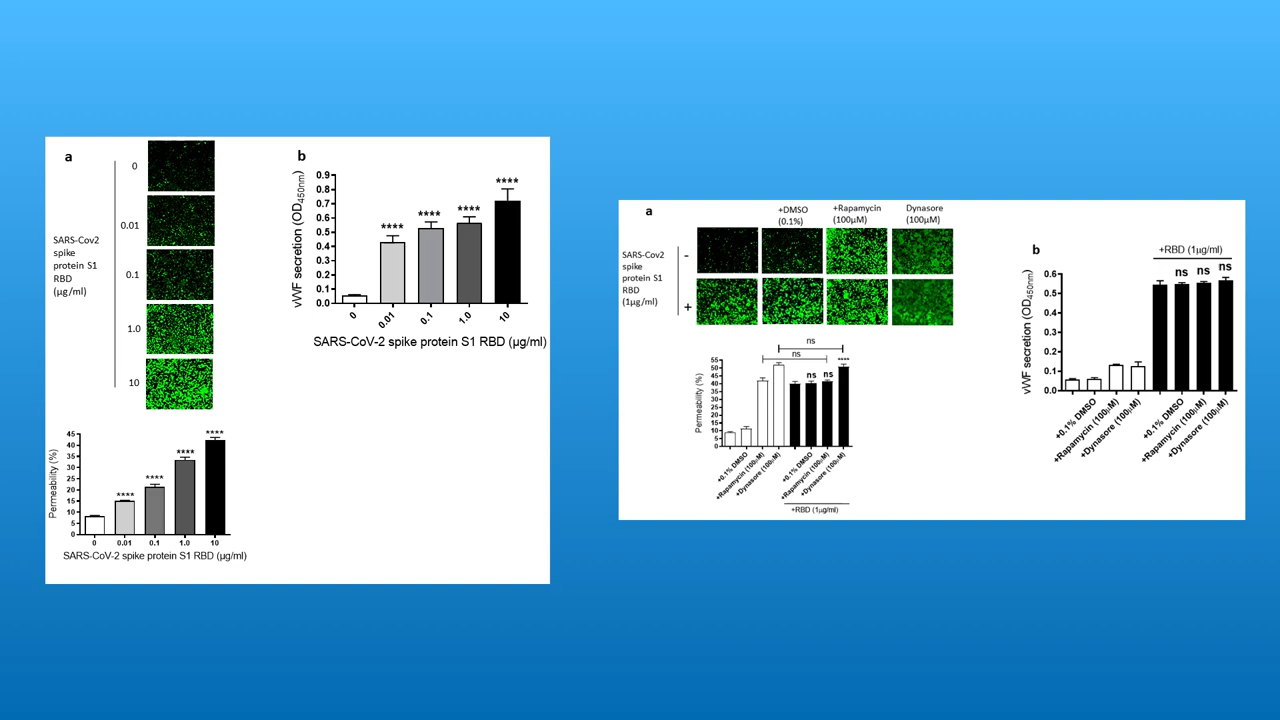 a
0
0.01
0.1
1.0
10
SARS-Cov2
spike
protein S1
RBD
(µg/ml)
Permeability (%)
45
40
35
30
25
20
15
10
5
0
****
****
****
****
0
0.01
0.1
1.0
10
SARS-CoV-2 spike protein S1 RBD (µg/ml)
b
vWF secretion (OD450nm)
0.9
0.8
0.7
0.6
0.5
0.4
0.3
0.2
0.1
0.0
****
****
****
****
0
0.01
0.1
1.0
10
SARS-CoV-2 spike protein S1 RBD (µg/ml)
a
+DMSO
(0.1%)
+Rapamycin
(100µM)
Dynasore
(100µM)
SARS-Cov2
spike
protein S1
RBD
(1µg/ml)
-
+
Permeability (%)
55
50
45
40
35
30
25
20
15
10
5
0
ns
ns
ns
ns
****
+0.1% DMSO
+Rapamycin (100µM)
+Dynasore (100µM)
+0.1% DMSO
+Rapamycin (100µM)
+Dynasore (100µM)
+RBD (1µg/ml)
b
+RBD (1µg/ml)
vWF secretion (OD450nm)
0.6
0.5
0.4
0.3
0.2
0.1
0.0
ns
ns
ns
+0.1% DMSO
+Rapamycin (100µM)
+Dynasore (100µM)
+0.1% DMSO
+Rapamycin (100µM)
+Dynasore (100µM)